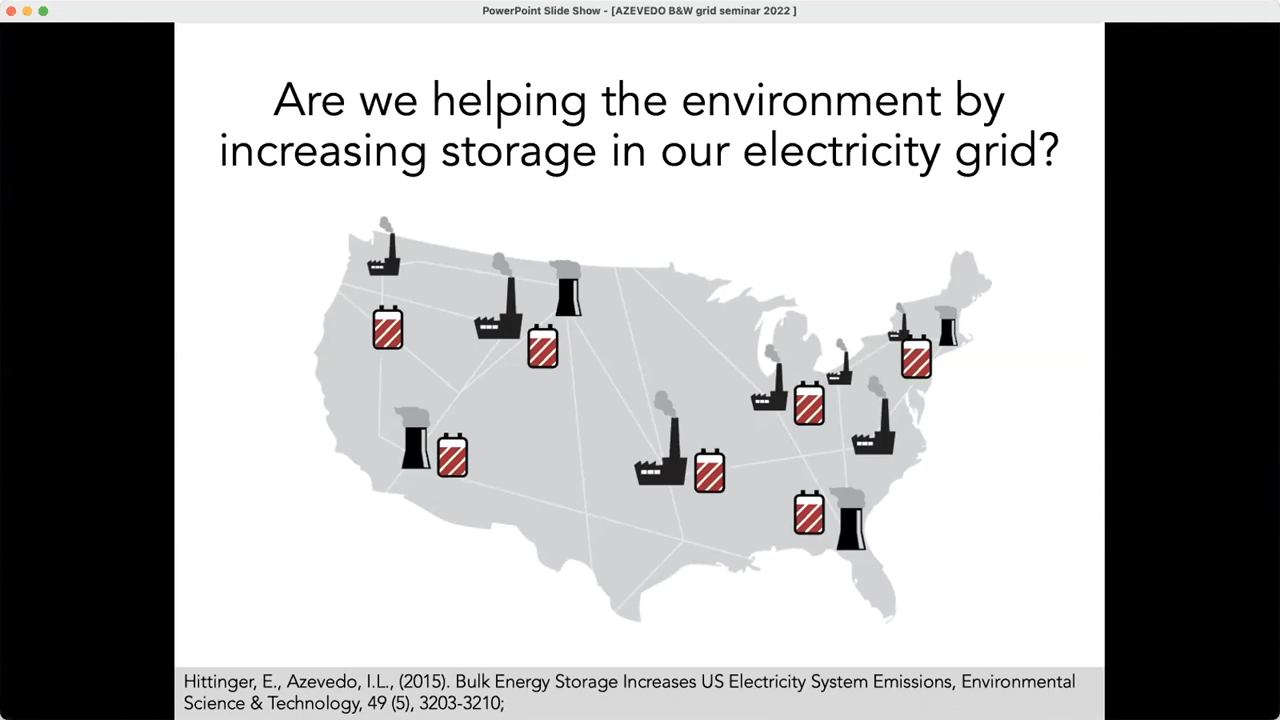 PowerPoint Slide Show - [AZEVEDO B&W grid seminar 2022 ]
Are we helping the environment by
increasing storage in our electricity grid?
Hittinger, E., Azevedo, I.L., (2015). Bulk Energy Storage Increases US Electricity System Emissions, Environmental
Science & Technology, 49 (5), 3203-3210;